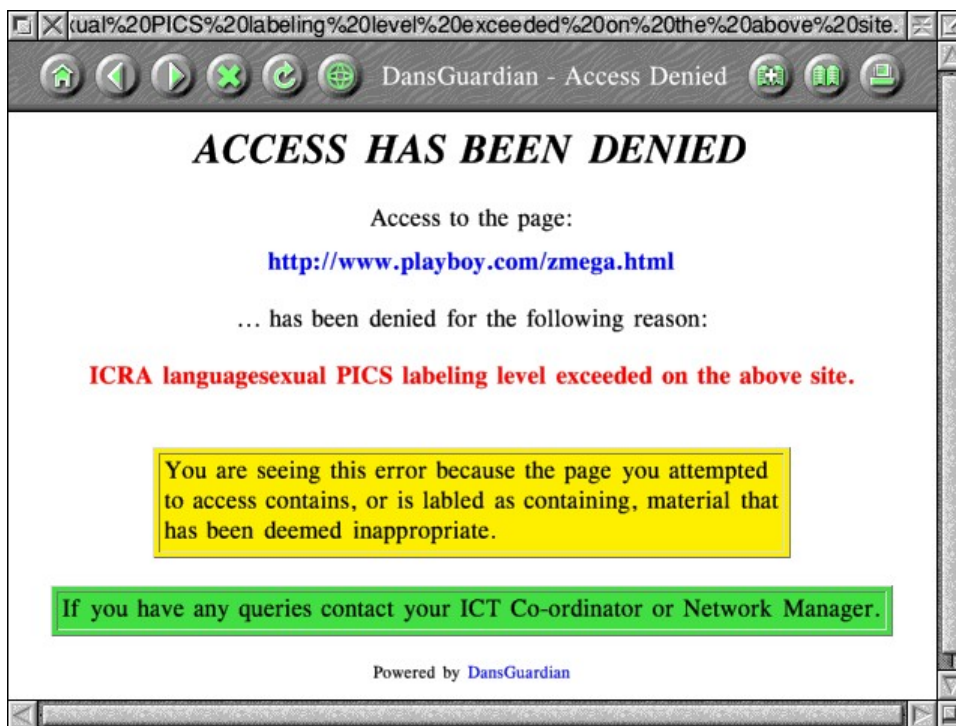 xual%20PICS%20labeling%20level%20exceeded%20on%20the%20above%20site.
DansGuardian - Access Denied
ACCESS HAS BEEN DENIED
Access to the page:
http://www.playboy.com/zmega.html
... has been denied for the following reason:
ICRA languagesexual PICS labeling level exceeded on the above site.
You are seeing this error because the page you attempted
to access contains, or is labled as containing, material that
has been deemed inappropriate.
If you have any queries contact your ICT Co-ordinator or Network Manager.
Powered by DansGuardian